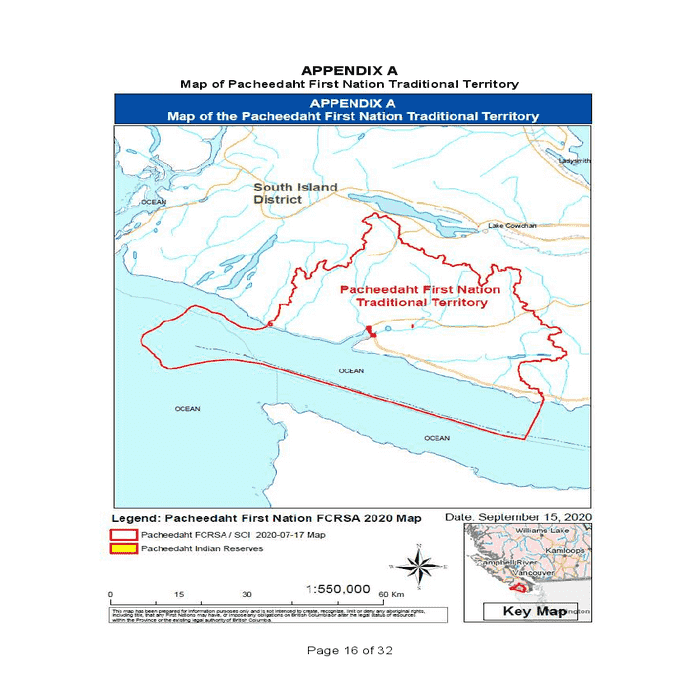 APPENDIX A
Map of Pacheedaht First Nation Traditional Territory
APPENDIX A
Map of the Pacheedaht First Nation Traditional Territory
Ladysmith
South Island
District
OCEAN
Lake Cowichan
Pacheedaht First Nation
Traditional Territory
OCEAN
OCEAN
OCEAN
Legend: Pacheedaht First Nation FCRSA 2020 Map
Date, September 15, 2020
Pacheedaht FCRSA / SCI 2020-07-17 Map
Pacheedaht Indian Reserves
1:550,000
0 15 30 60 Km
Williams Lake
Kamloops
Campbell River
Vancouver
Key Map
This map has been prepared for information purposes only and is not intended to create, recognize, limit or deny any aboriginal rights,
including title, that any First Nations may have, or impose any obligations on British Columbia or alter the legal status of resources
within the Province or the existing legal authority of British Columbia.
Page 16 of 32